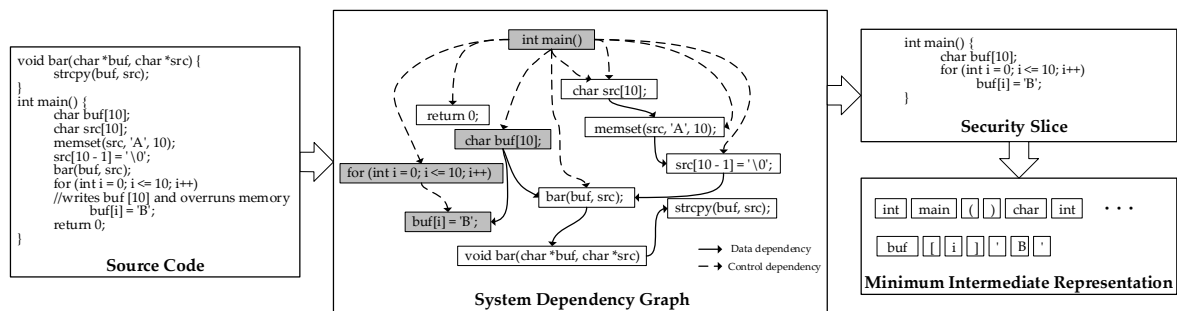 void bar(char *buf, char *src) {
strcpy(buf, src);
}
int main() {
char buf[10];
char src[10];
memset(src, 'A', 10);
src[10 - 1] = '\0';
bar(buf, src);
for (int i = 0; i <= 10; i++)
//writes buf [10] and overruns memory
buf[i] = 'B';
return 0;
}
Source Code
int main()
char src[10];
return 0;
memset(src, 'A', 10);
char buf[10];
src[10 - 1] = '\0';
for (int i = 0; i <= 10; i++)
bar(buf, src);
strcpy(buf, src);
buf[i] = 'B';
void bar(char *buf, char *src)
Data dependency
Control dependency
System Dependency Graph
int main() {
char buf[10];
for (int i = 0; i <= 10; i++)
buf[i] = 'B';
}
Security Slice
int main ( ) char int · · ·
buf [ i ] ' B '
Minimum Intermediate Representation